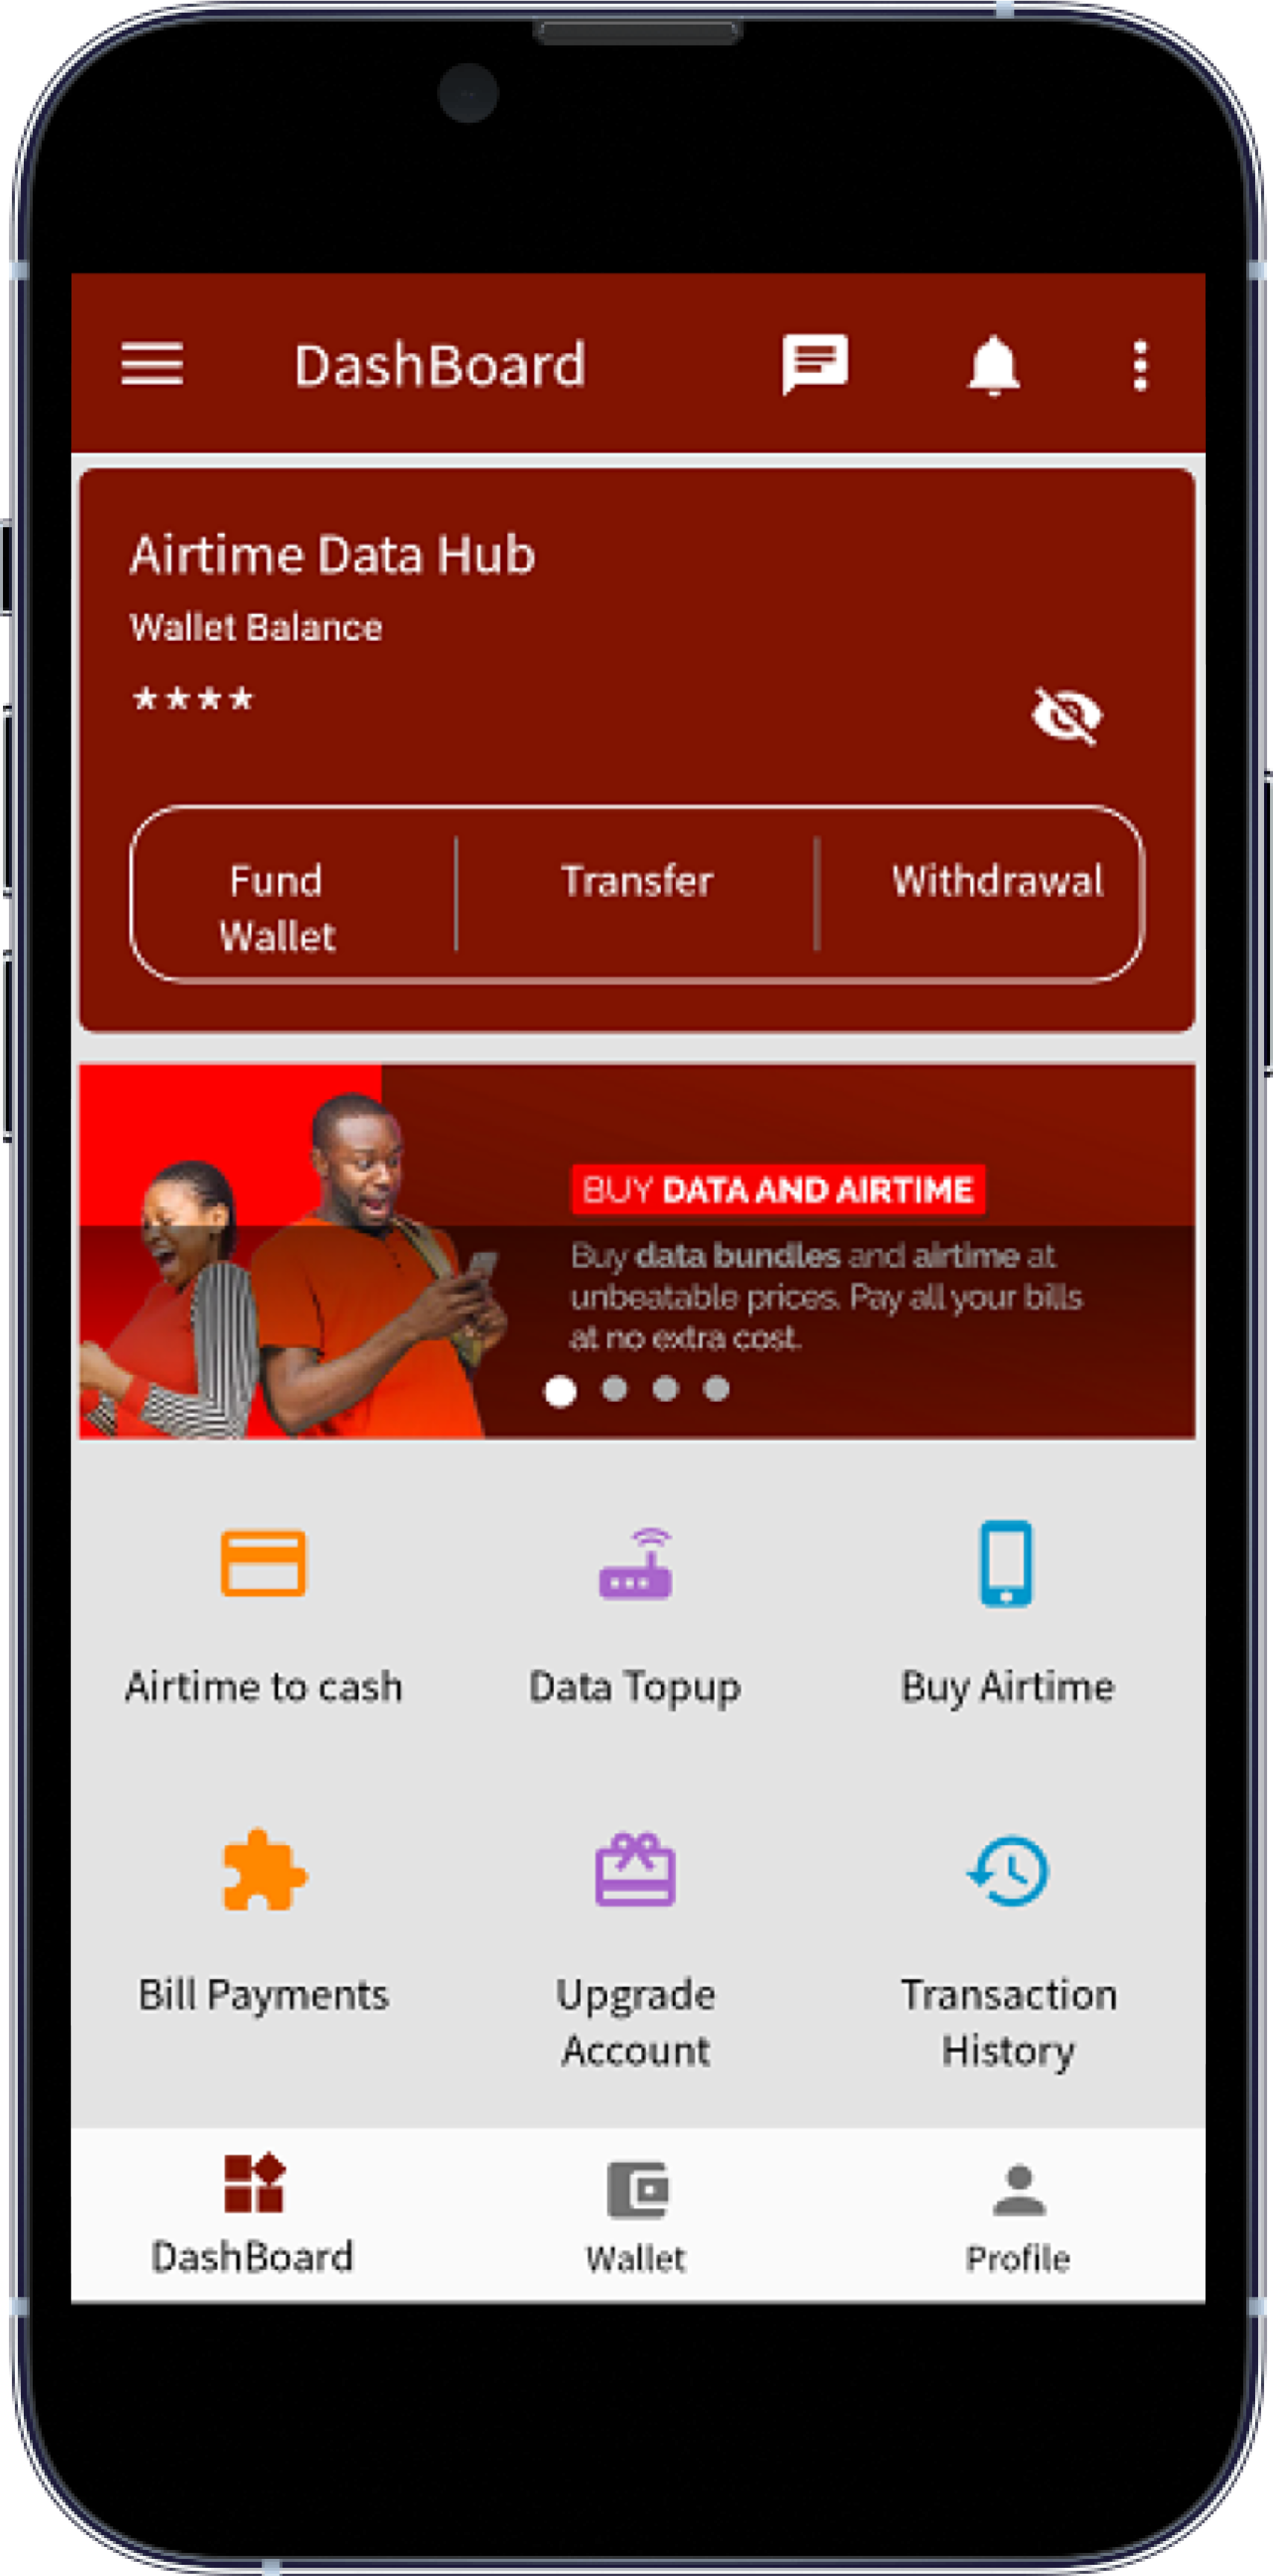 DashBoard
Airtime Data Hub
Wallet Balance
****
Fund
Wallet
Transfer
Withdrawal
BUY DATA AND AIRTIME
Buy data bundles and airtime at
unbeatable prices. Pay all your bills
at no extra cost.
Airtime to cash
Data Topup
Buy Airtime
Bill Payments
Upgrade
Account
Transaction
History
DashBoard
Wallet
Profile